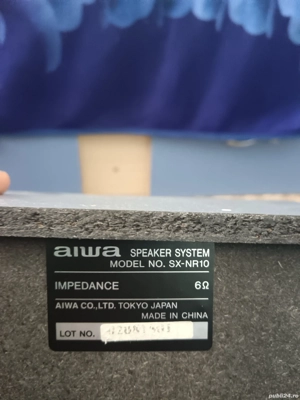 aiwa SPEAKER SYSTEM
MODEL NO. SX-NR10
IMPEDANCE 6Ω
AIWA CO.,LTD. TOKYO JAPAN
MADE IN CHINA
LOT NO.
publi24.ro